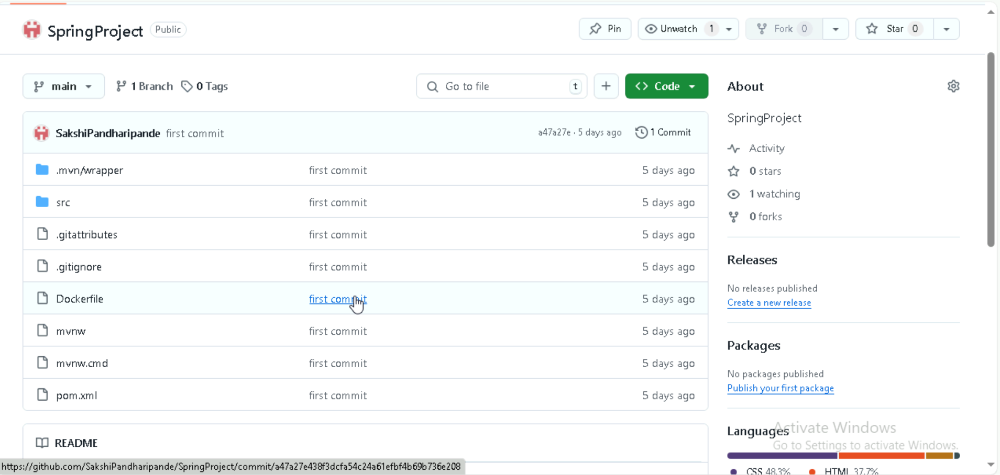 SpringProject Public
Pin Unwatch 1 Fork 0 Star 0
main 1 Branch 0 Tags Go to file t + Code
SakshiPandharipande first commit a47a27e · 5 days ago 1 Commit
.mvn/wrapper first commit 5 days ago
src first commit 5 days ago
.gitattributes first commit 5 days ago
.gitignore first commit 5 days ago
Dockerfile first commit 5 days ago
mvnw first commit 5 days ago
mvnw.cmd first commit 5 days ago
pom.xml first commit 5 days ago
README
About
SpringProject
Activity
0 stars
1 watching
0 forks
Releases
No releases published
Create a new release
Packages
No packages published
Publish your first package
Languages
CSS 48.3% HTML 37.7%
Activate Windows
Go to Settings to activate Windows.
https://github.com/SakshiPandharipande/SpringProject/commit/a47a27e438f3dcfa54c24a61efbf4b69b736e208